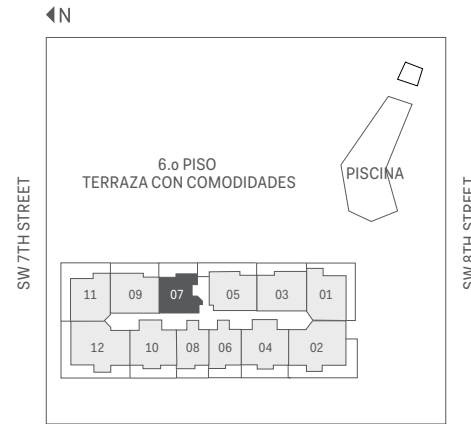 N
6.o PISO
TERRAZA CON COMODIDADES
PISCINA
SW 7TH STREET
SW 8TH STREET
11
09
07
05
03
01
12
10
08
06
04
02